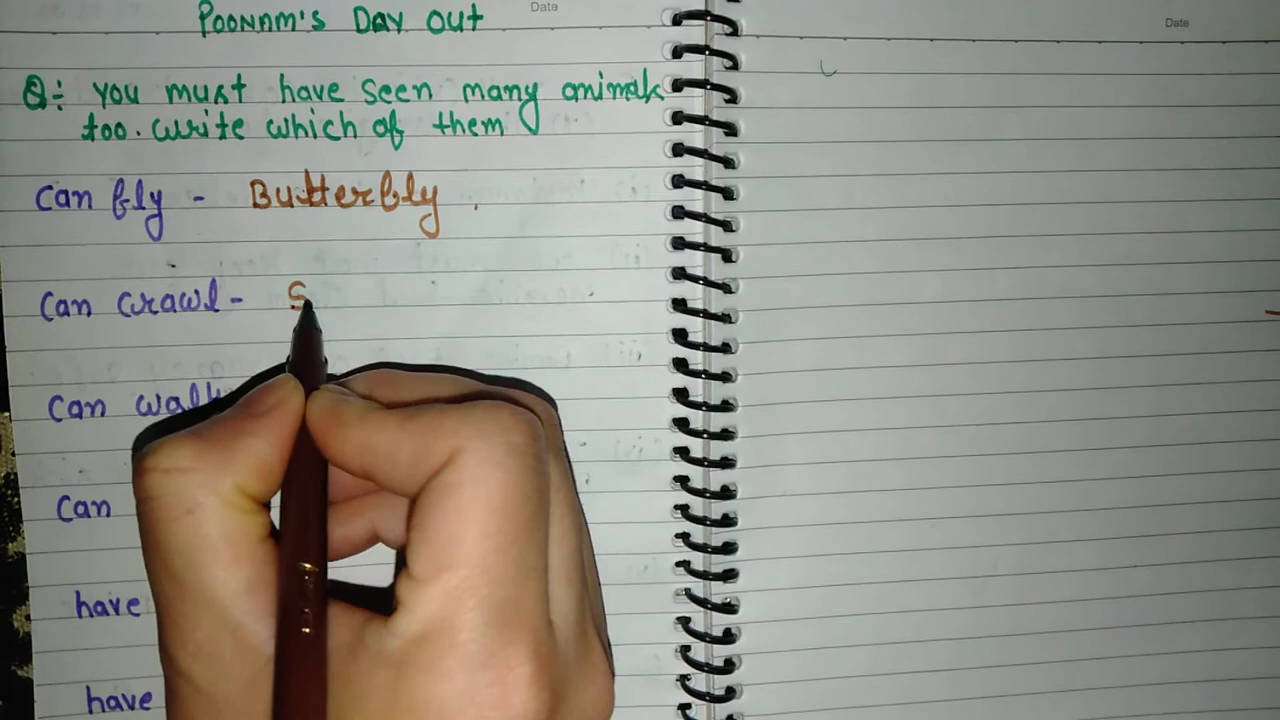 Date
Date
POONAM'S DAY OUT
Q:- you must have seen many animals
too. write which of them
can fly - Butterfly.
can crawl - S
can walk
can
have
have